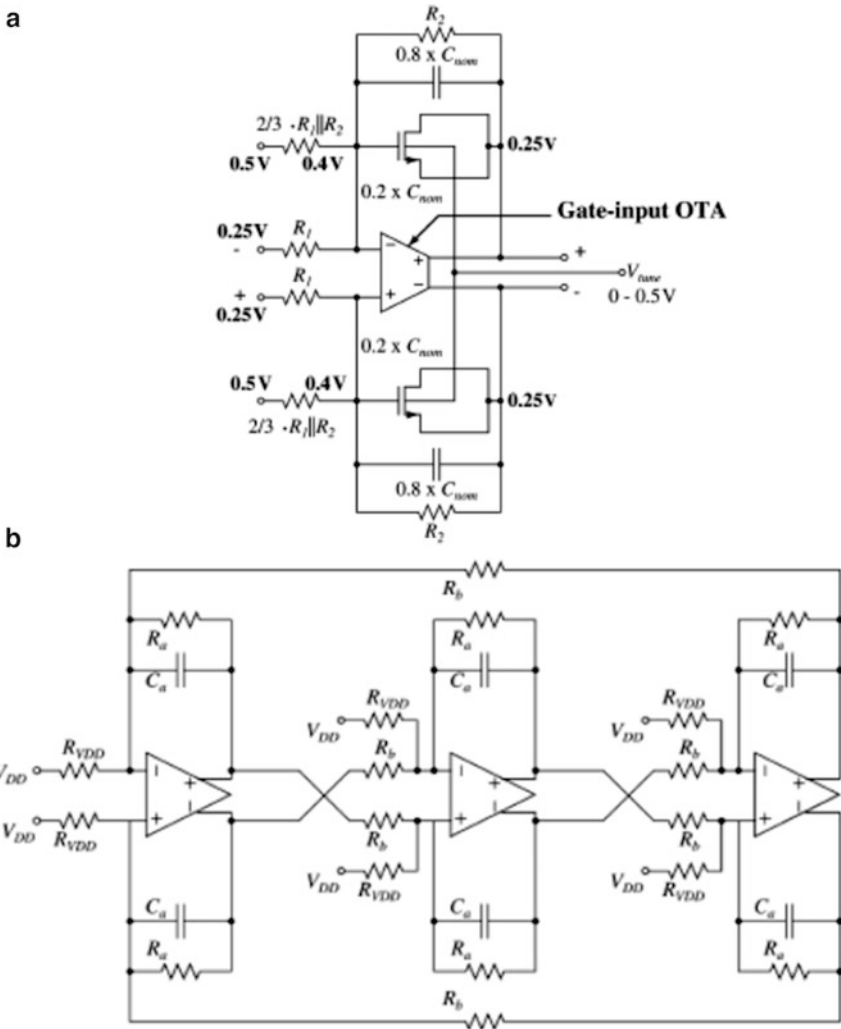 a
R2
0.8 x Cnom
2/3 ·R1||R2
0.5V 0.4V
0.25V
0.2 x Cnom
Gate-input OTA
0.25V R1
-
−
+
+ R1
0.25V
+
−
+
Vtune
-
0 - 0.5V
0.2 x Cnom
0.5V 0.4V
0.25V
2/3 ·R1||R2
0.8 x Cnom
R2
b
Rb
Ra Ra Ra
Ca Ca Ca
RVDD RVDD
VDD VDD
RVDD Rb Rb
VDD
− + − −
+ − + +
VDD RVDD Rb Rb
VDD RVDD VDD RVDD
Ca Ca Ca
Ra Ra Ra
Rb